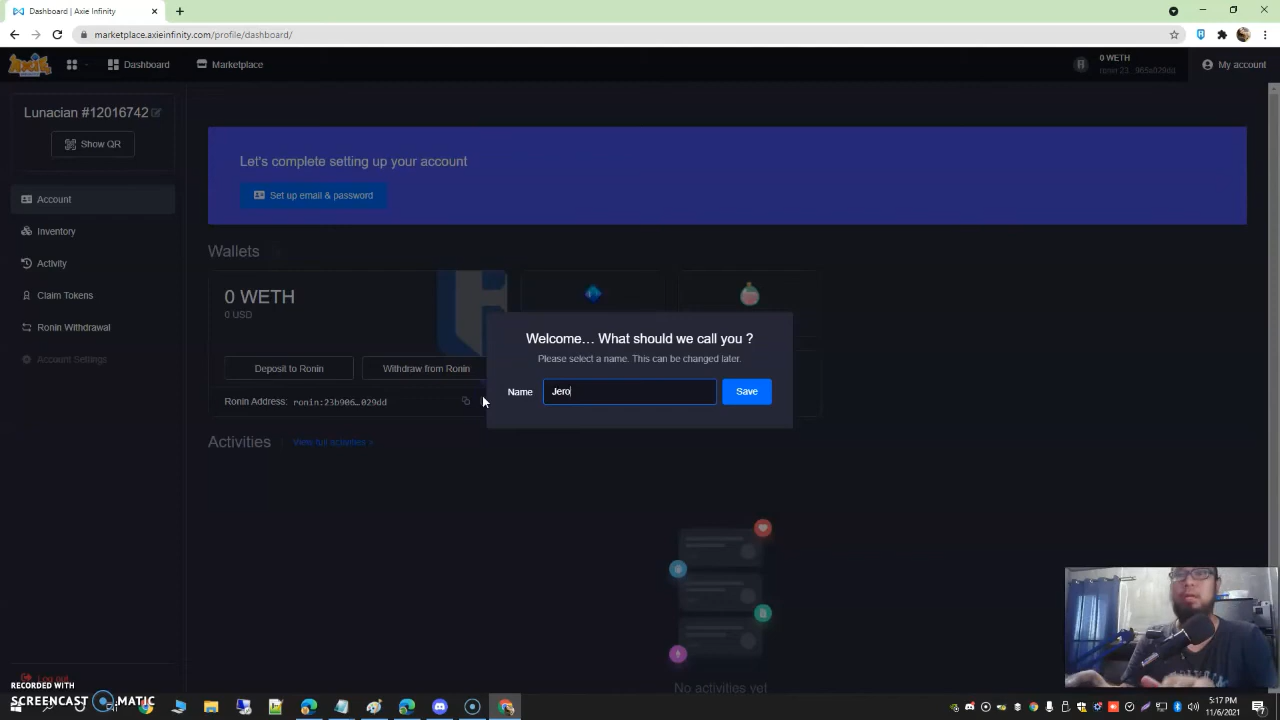 Dashboard | Axie Infinity
marketplace.axieinfinity.com/profile/dashboard/
Dashboard
Marketplace
0 WETH
My account
Lunacian #12016742
Show QR
Account
Inventory
Activity
Claim Tokens
Ronin Withdrawal
Account Settings
Let's complete setting up your account
Set up email & password
Wallets
0 WETH
0 USD
Deposit to Ronin
Withdraw from Ronin
Ronin Address: ronin:23b906…029dd
Welcome… What should we call you ?
Please select a name. This can be changed later.
Name
Jero
Save
Activities
View full activities >
No activities yet
Log out
RECORDED WITH
SCREENCAST MATIC
5:17 PM
11/6/2021